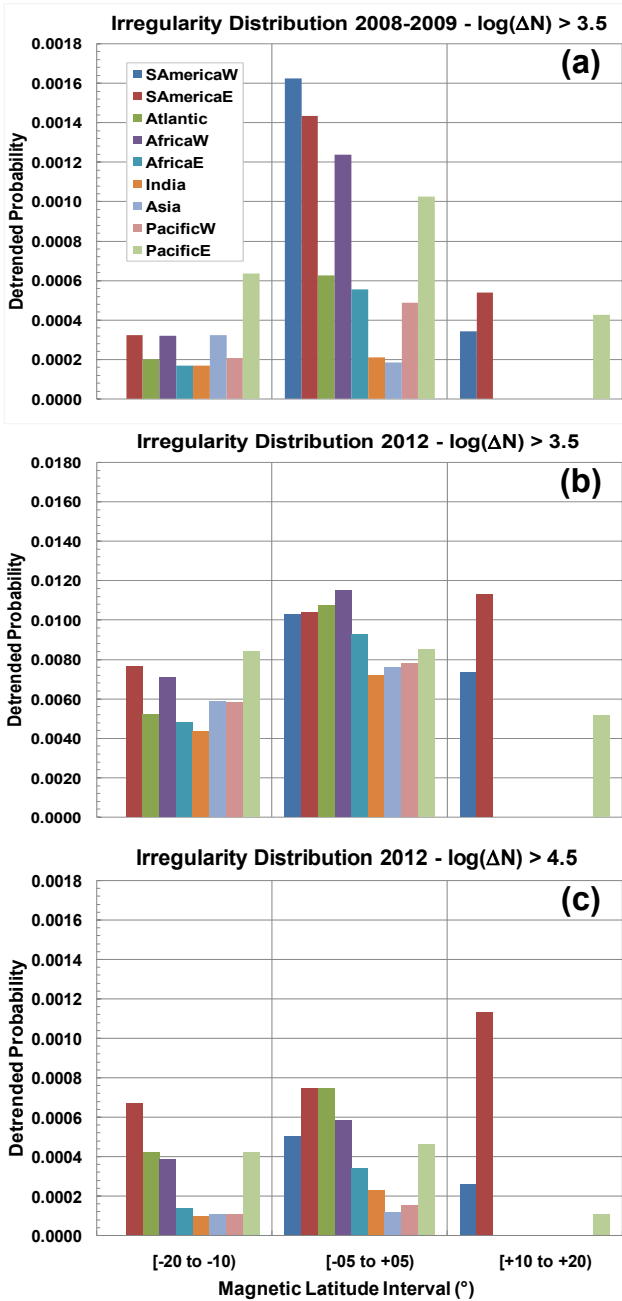 Irregularity Distribution 2008-2009 - log(ΔN) > 3.5
(a)
0.0018
0.0016
0.0014
0.0012
0.0010
0.0008
0.0006
0.0004
0.0002
0.0000
Detrended Probability
SAmericaW
SAmericaE
Atlantic
AfricaW
AfricaE
India
Asia
PacificW
PacificE
Irregularity Distribution 2012 - log(ΔN) > 3.5
(b)
0.0180
0.0160
0.0140
0.0120
0.0100
0.0080
0.0060
0.0040
0.0020
0.0000
Detrended Probability
Irregularity Distribution 2012 - log(ΔN) > 4.5
(c)
0.0018
0.0016
0.0014
0.0012
0.0010
0.0008
0.0006
0.0004
0.0002
0.0000
Detrended Probability
[-20 to -10) [-05 to +05) [+10 to +20)
Magnetic Latitude Interval (°)